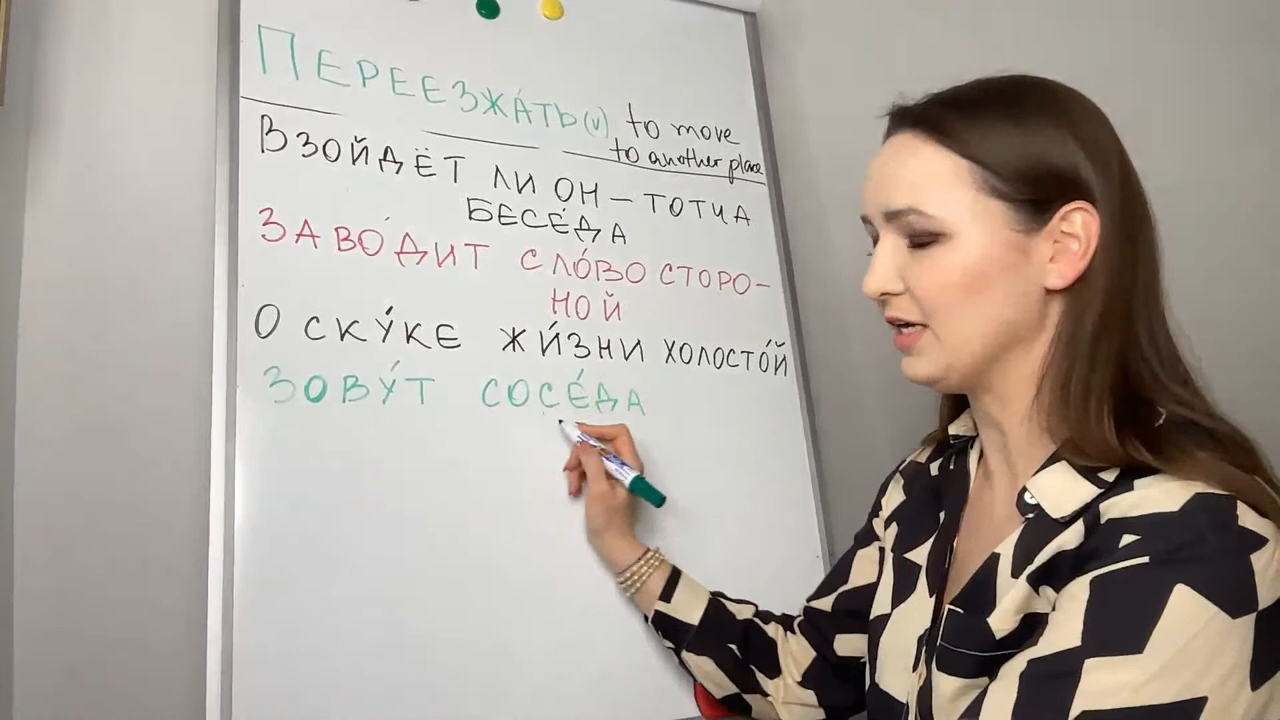 ПЕРЕЕЗЖА́ТЬ (v) to move
to another place
ВЗОЙДЁТ ЛИ ОН – ТОТЧА
БЕСЕ́ДА
ЗАВО́ДИТ СЛО́ВО СТОРО-
НОЙ
О СКУ́КЕ ЖИ́ЗНИ ХОЛОСТО́Й
ЗОВУ́Т СОСЕ́ДА